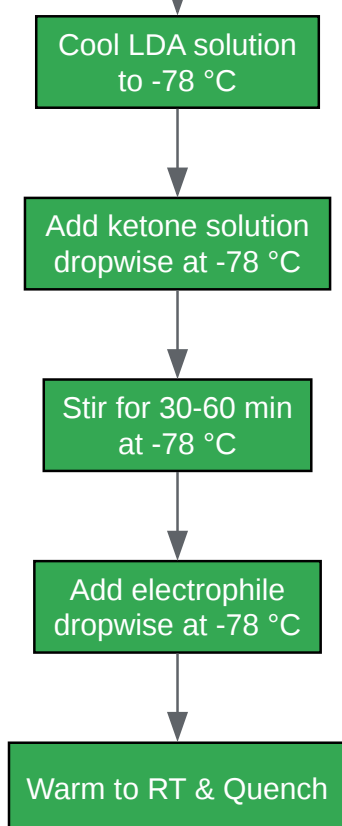 Cool LDA solution
to -78 °C
Add ketone solution
dropwise at -78 °C
Stir for 30-60 min
at -78 °C
Add electrophile
dropwise at -78 °C
Warm to RT & Quench